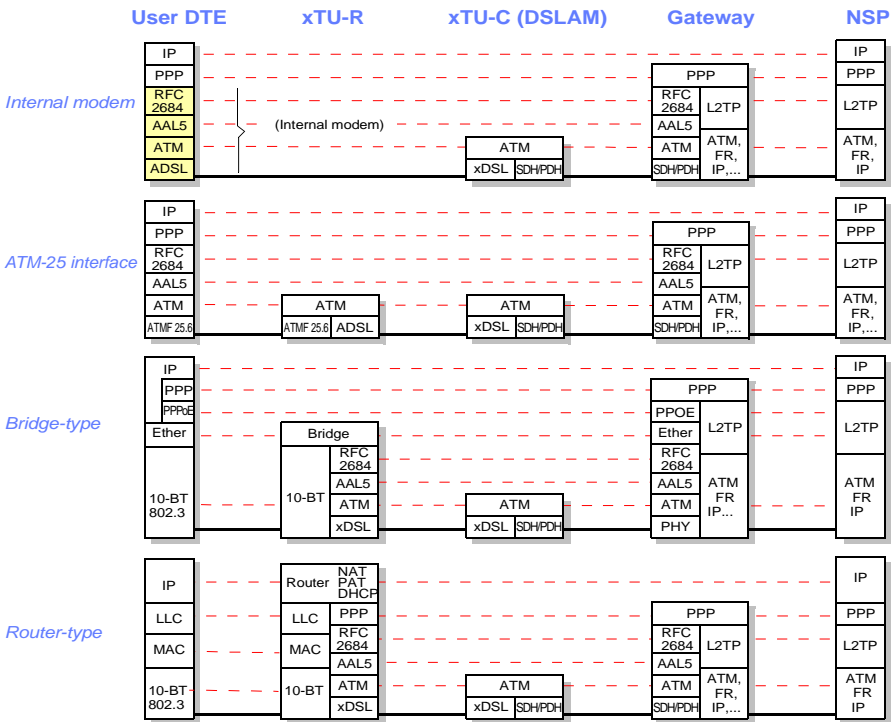 User DTE xTU-R xTU-C (DSLAM) Gateway NSP
Internal modem
IP
PPP
RFC
2684
AAL5
ATM
ADSL
(Internal modem)
ATM
xDSL SDH/PDH
PPP
RFC
2684
AAL5
ATM
SDH/PDH
L2TP
ATM,
FR,
IP,...
IP
PPP
L2TP
ATM,
FR,
IP
ATM-25 interface
IP
PPP
RFC
2684
AAL5
ATM
ATMF 25.6
ATM
ATMF 25.6 ADSL
ATM
xDSL SDH/PDH
PPP
RFC
2684
AAL5
ATM
SDH/PDH
L2TP
ATM,
FR,
IP,...
IP
PPP
L2TP
ATM,
FR,
IP,...
Bridge-type
IP
PPP
PPPoE
Ether
10-BT
802.3
Bridge
10-BT
RFC
2684
AAL5
ATM
xDSL
ATM
xDSL SDH/PDH
PPP
PPOE
Ether
RFC
2684
AAL5
ATM
PHY
L2TP
ATM
FR
IP...
IP
PPP
L2TP
ATM
FR
IP
Router-type
IP
LLC
MAC
10-BT
802.3
Router
NAT
PAT
DHCP
LLC
MAC
10-BT
PPP
RFC
2684
AAL5
ATM
xDSL
ATM
xDSL SDH/PDH
PPP
RFC
2684
AAL5
ATM
SDH/PDH
L2TP
ATM,
FR,
IP,...
IP
PPP
L2TP
ATM
FR
IP